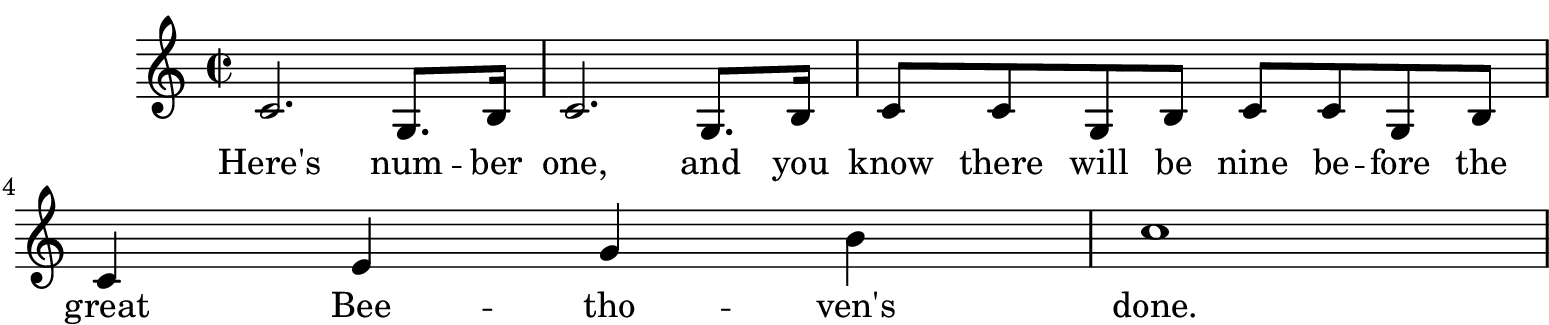 Here's num -- ber one, and you know there will be nine be -- fore the
4
great Bee -- tho -- ven's done.